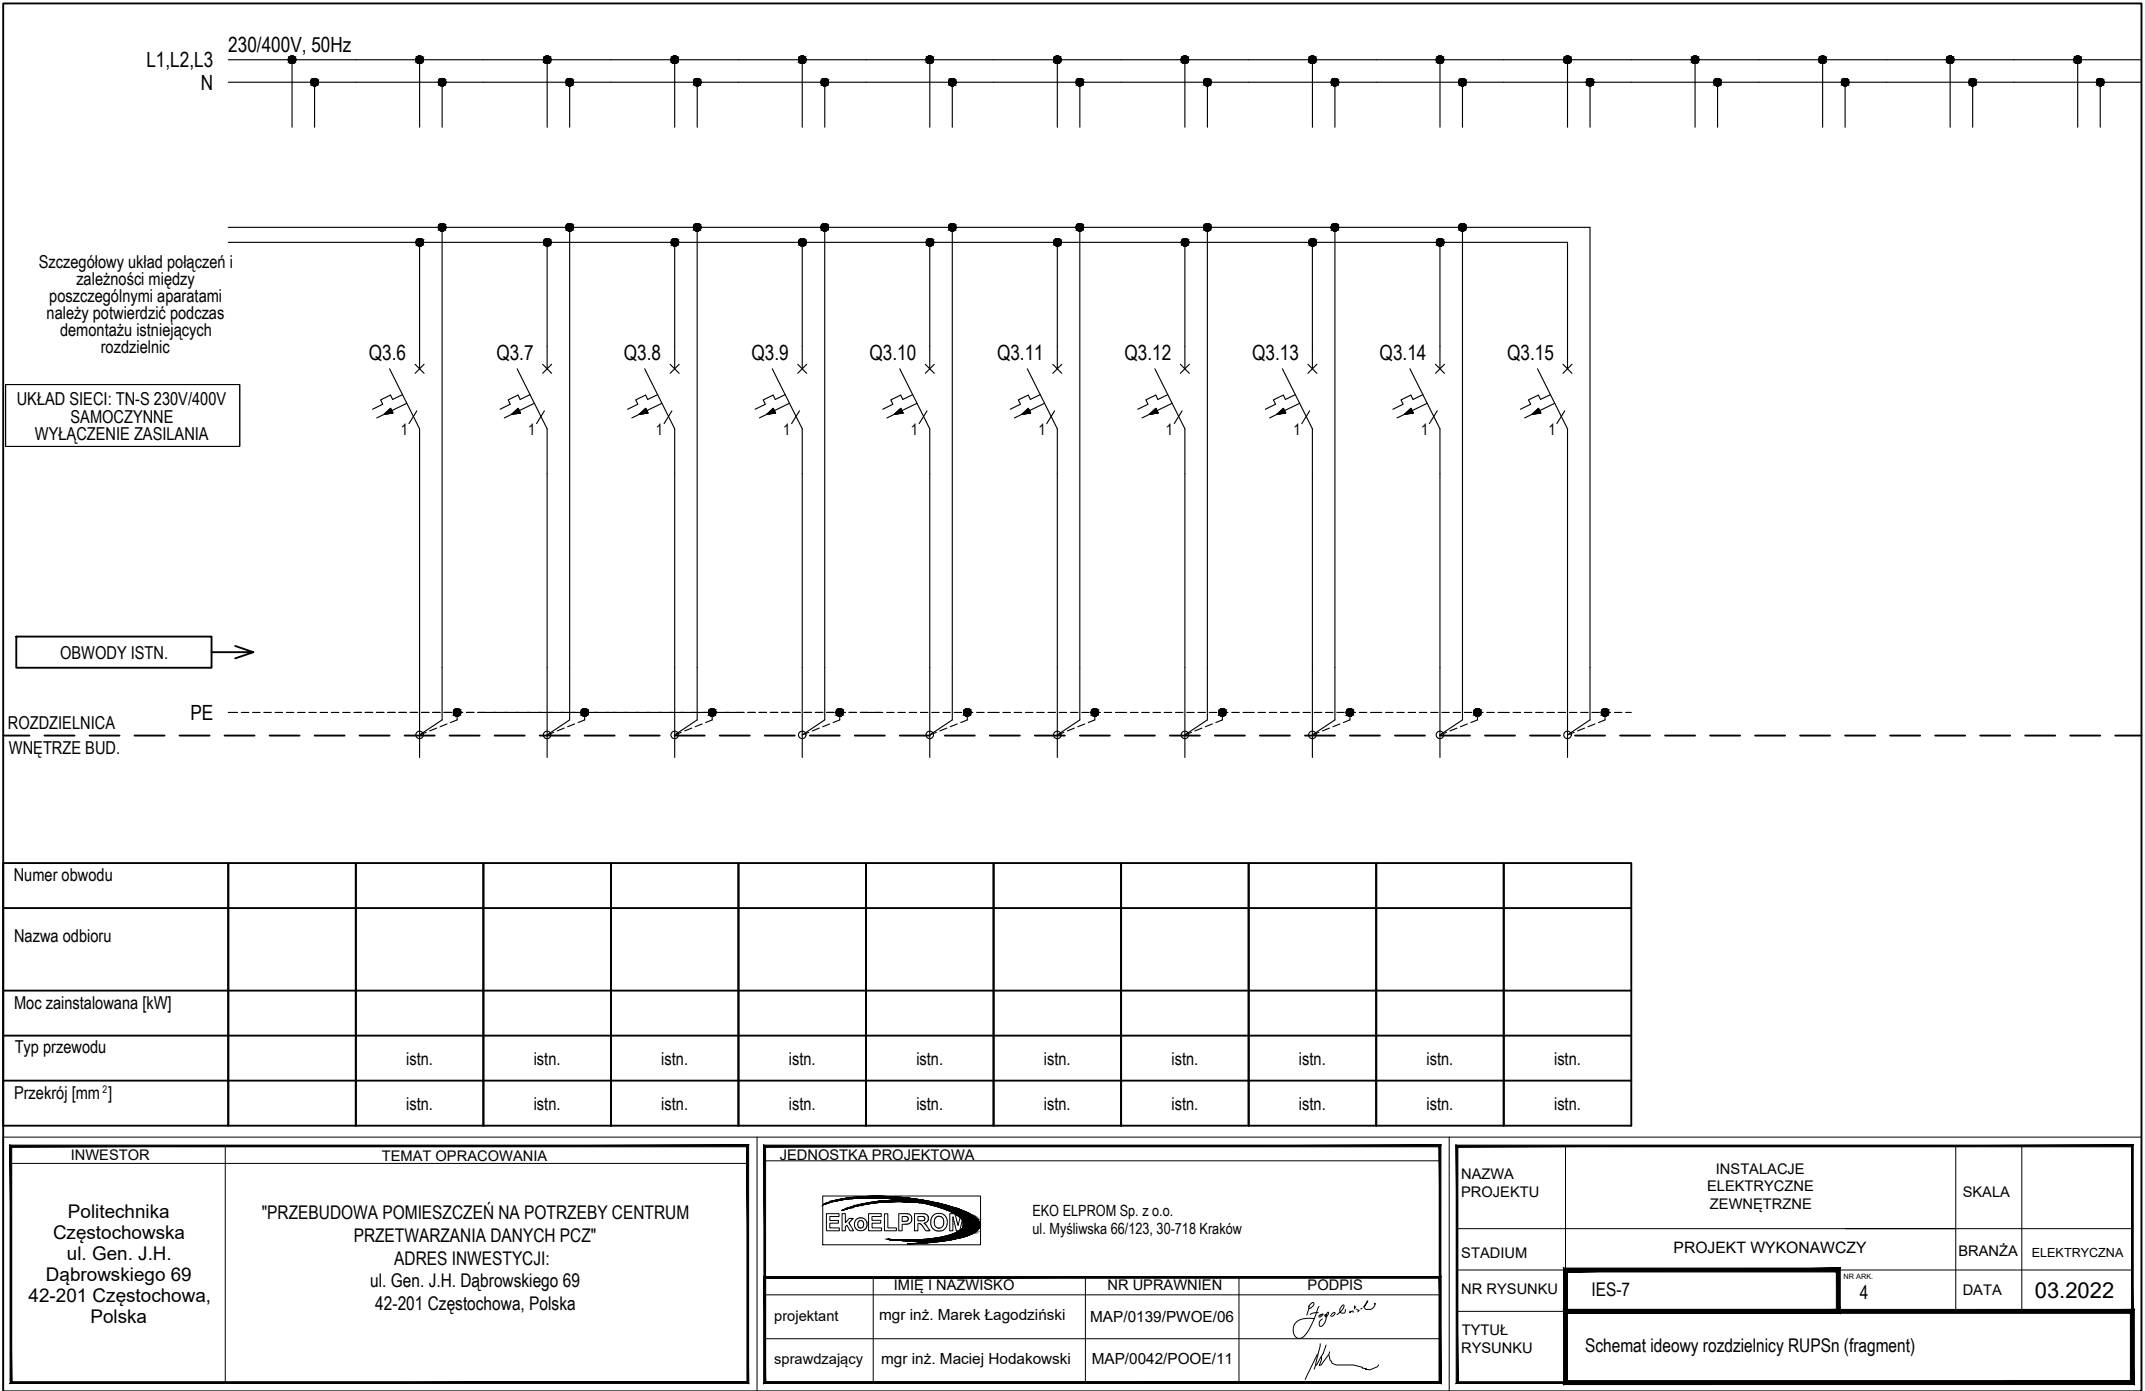 230/400V, 50Hz
L1,L2,L3
N
Szczegółowy układ połączeń i
zależności między
poszczególnymi aparatami
należy potwierdzić podczas
demontażu istniejących
rozdzielnic
Q3.6 Q3.7 Q3.8 Q3.9 Q3.10 Q3.11 Q3.12 Q3.13 Q3.14 Q3.15
UKŁAD SIECI: TN-S 230V/400V
SAMOCZYNNE
WYŁĄCZENIE ZASILANIA
1 1 1 1 1 1 1 1 1 1
OBWODY ISTN.
PE
ROZDZIELNICA
WNĘTRZE BUD.
Numer obwodu
Nazwa odbioru
Moc zainstalowana [kW]
Typ przewodu istn. istn. istn. istn. istn. istn. istn. istn. istn. istn.
Przekrój [mm²] istn. istn. istn. istn. istn. istn. istn. istn. istn. istn.
INWESTOR
Politechnika
Częstochowska
ul. Gen. J.H.
Dąbrowskiego 69
42-201 Częstochowa,
Polska
TEMAT OPRACOWANIA
"PRZEBUDOWA POMIESZCZEŃ NA POTRZEBY CENTRUM
PRZETWARZANIA DANYCH PCZ"
ADRES INWESTYCJI:
ul. Gen. J.H. Dąbrowskiego 69
42-201 Częstochowa, Polska
JEDNOSTKA PROJEKTOWA
EkoELPROM
EKO ELPROM Sp. z o.o.
ul. Myśliwska 66/123, 30-718 Kraków
IMIĘ I NAZWISKO NR UPRAWNIEŃ PODPIS
projektant mgr inż. Marek Łagodziński MAP/0139/PWOE/06
sprawdzający mgr inż. Maciej Hodakowski MAP/0042/POOE/11
NAZWA
PROJEKTU
INSTALACJE
ELEKTRYCZNE
ZEWNĘTRZNE
SKALA
STADIUM PROJEKT WYKONAWCZY BRANŻA ELEKTRYCZNA
NR RYSUNKU IES-7 NR ARK. 4 DATA 03.2022
TYTUŁ
RYSUNKU
Schemat ideowy rozdzielnicy RUPSn (fragment)